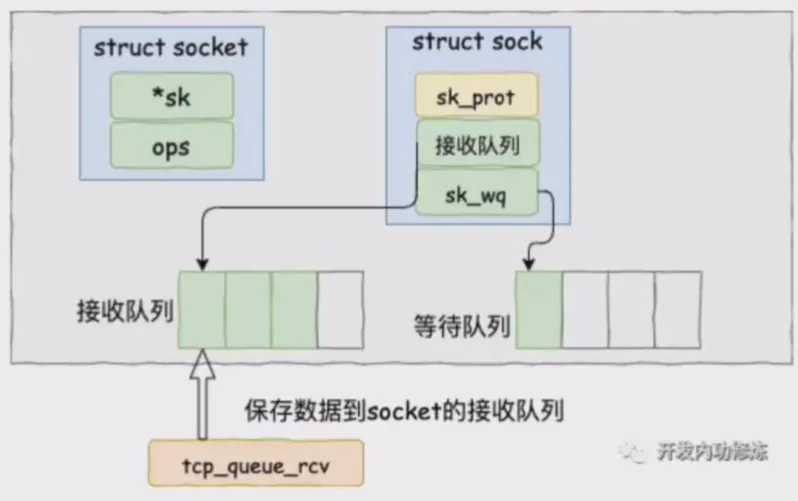 struct socket
*sk
ops
struct sock
sk_prot
接收队列
sk_wq
接收队列
等待队列
保存数据到socket的接收队列
tcp_queue_rcv
开发内功修炼